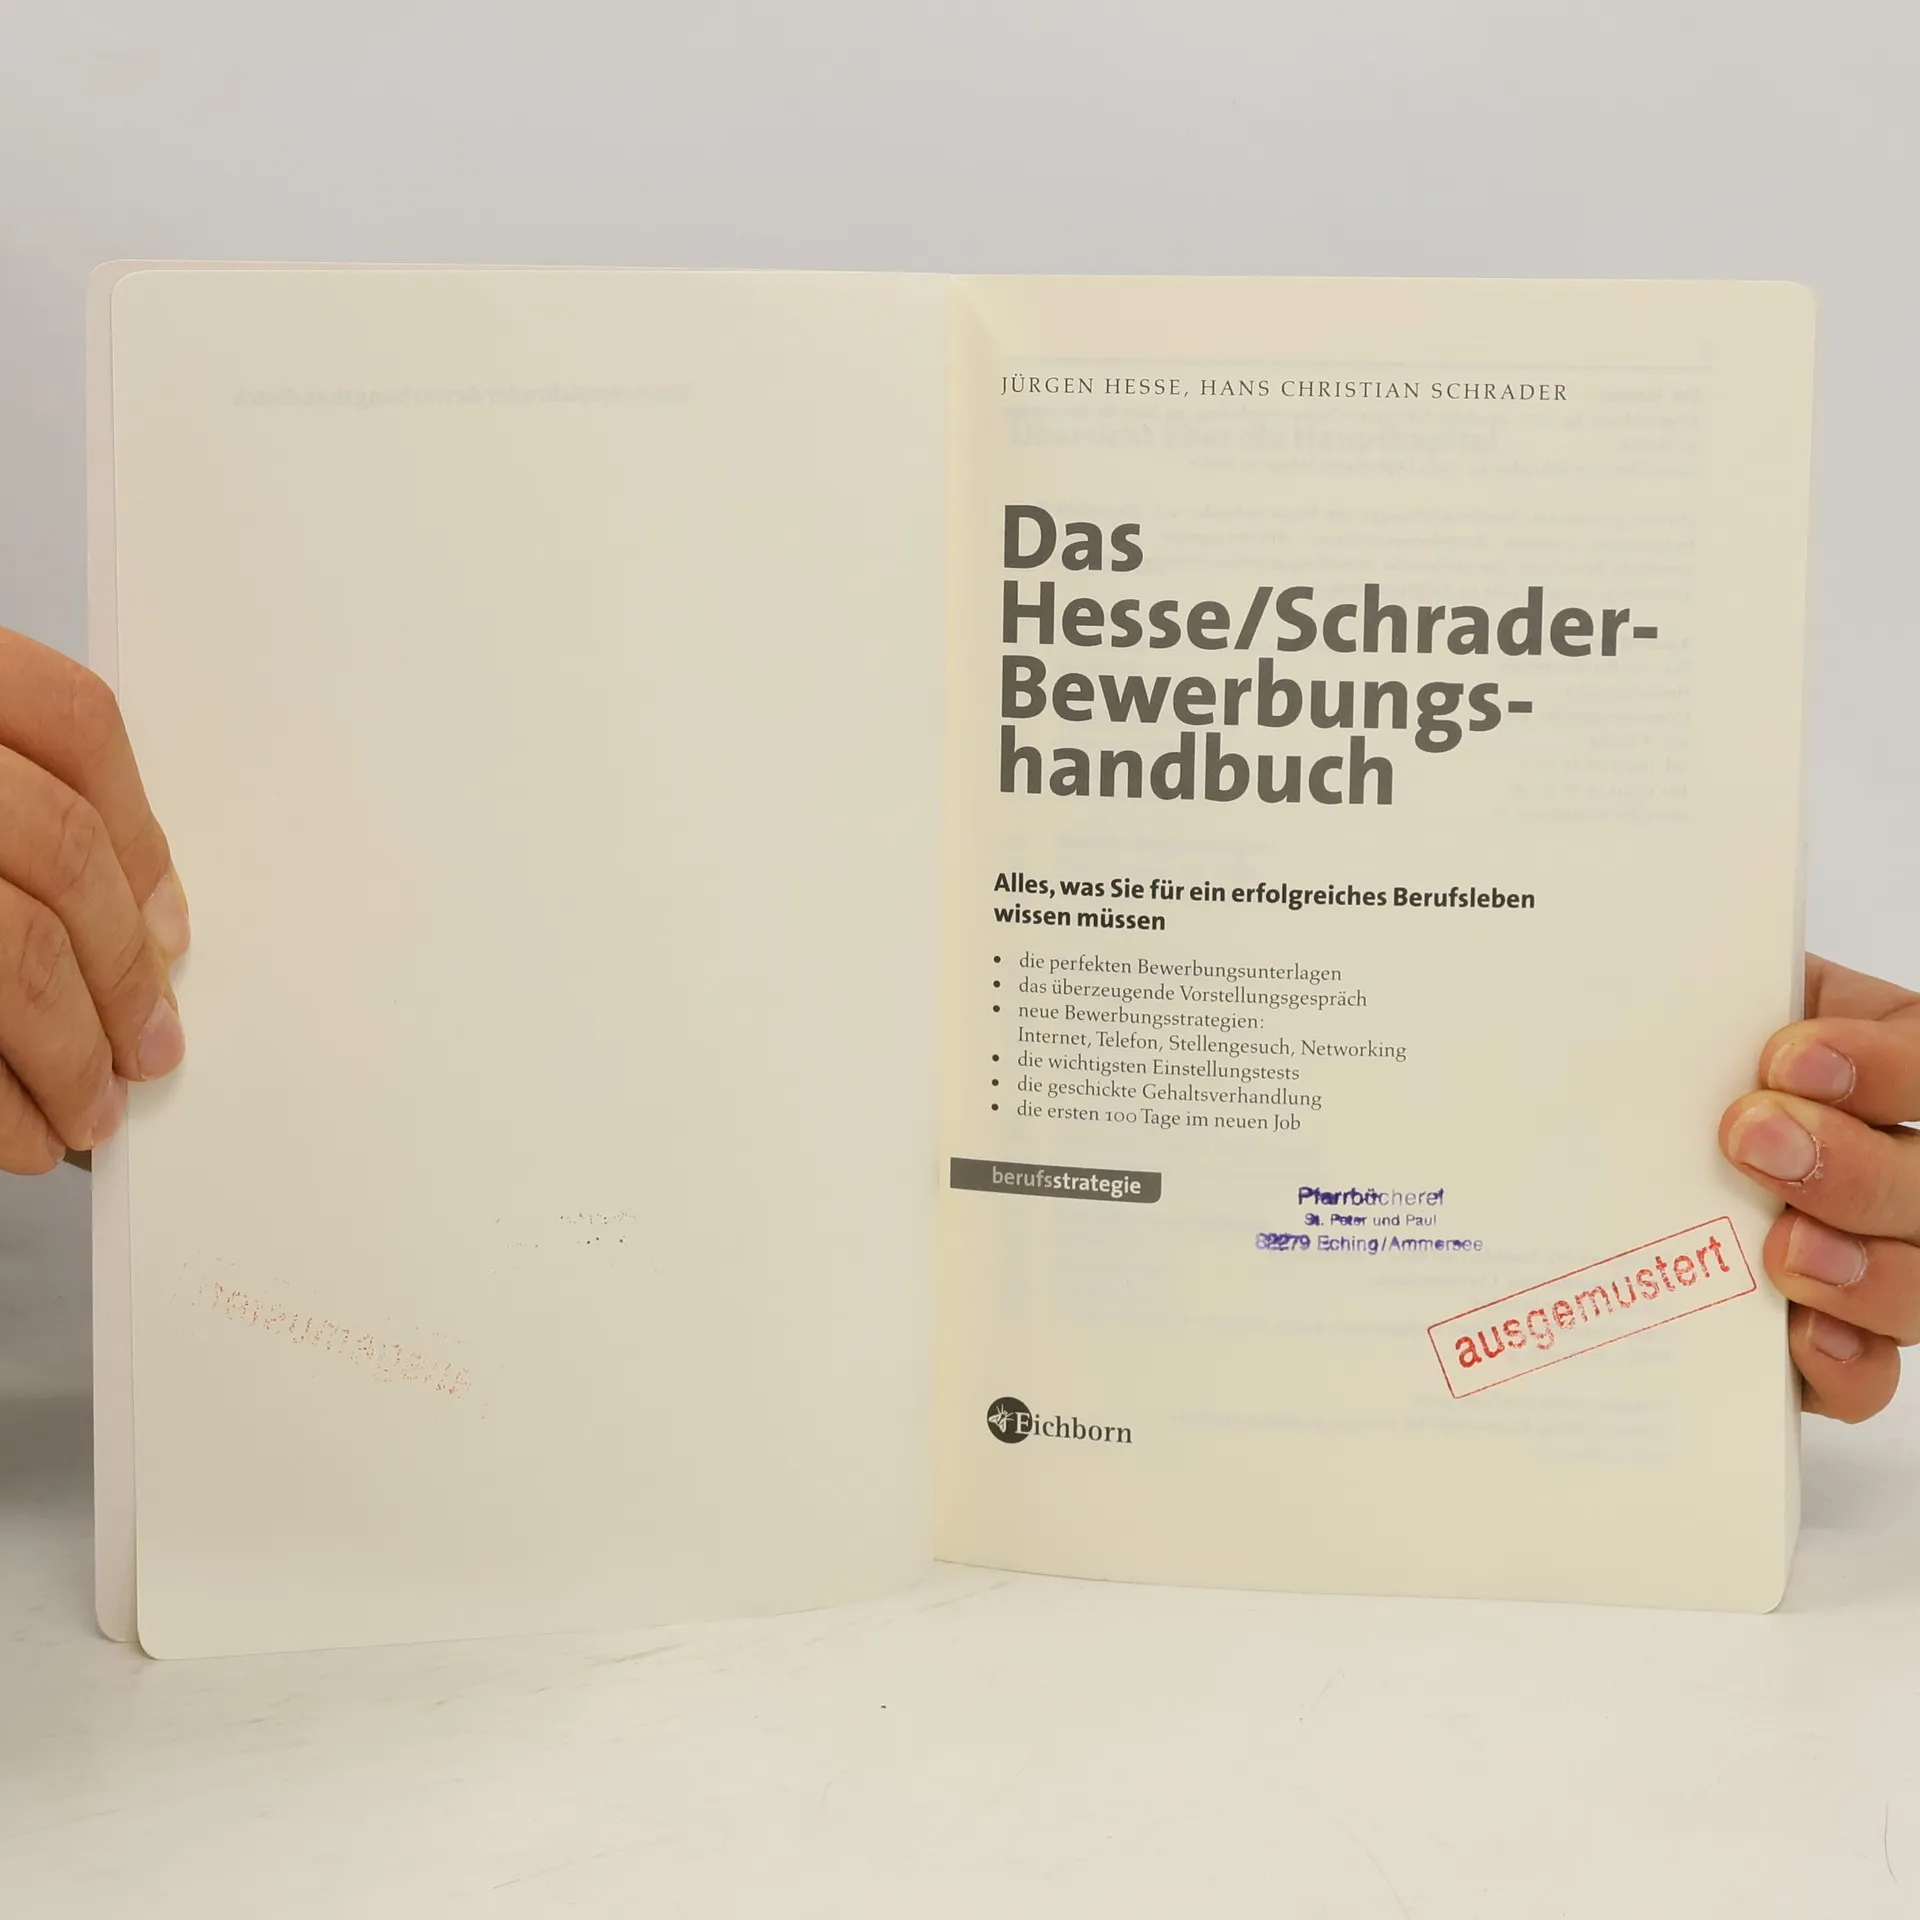 JÜRGEN HESSE, HANS CHRISTIAN SCHRADER
Das
Hesse/Schrader-
Bewerbungs-
handbuch
Alles, was Sie für ein erfolgreiches Berufsleben
wissen müssen
• die perfekten Bewerbungsunterlagen
• das überzeugende Vorstellungsgespräch
• neue Bewerbungsstrategien:
Internet, Telefon, Stellengesuch, Networking
• die wichtigsten Einstellungstests
• die geschickte Gehaltsverhandlung
• die ersten 100 Tage im neuen Job
berufsstrategie
Pfarrbücherei
St. Peter und Paul
82279 Eching/Ammersee
ausgemustert
Eichborn